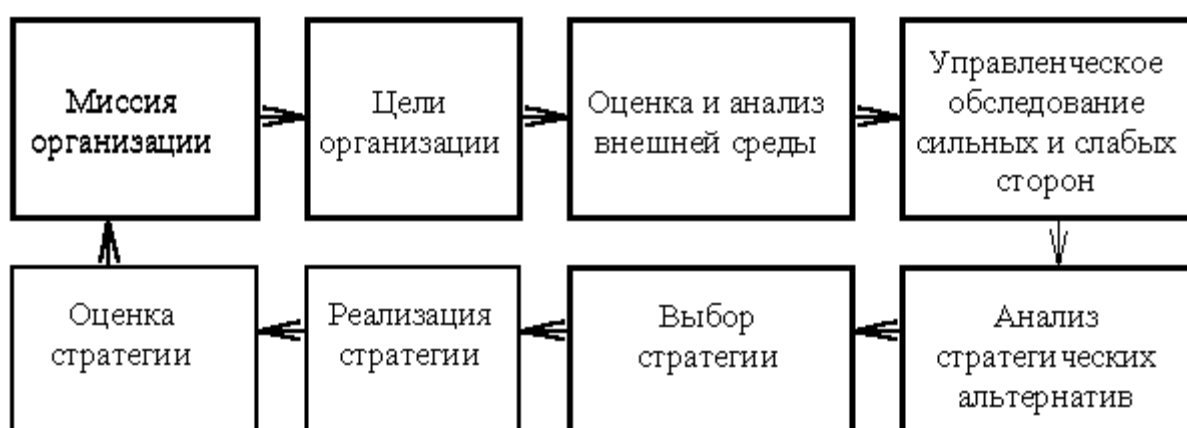 Миссия
организации
Цели
организации
Оценка и анализ
внешней среды
Управленческое
обследование
сильных и слабых
сторон
Оценка
стратегии
Реализация
стратегии
Выбор
стратегии
Анализ
стратегических
альтернатив